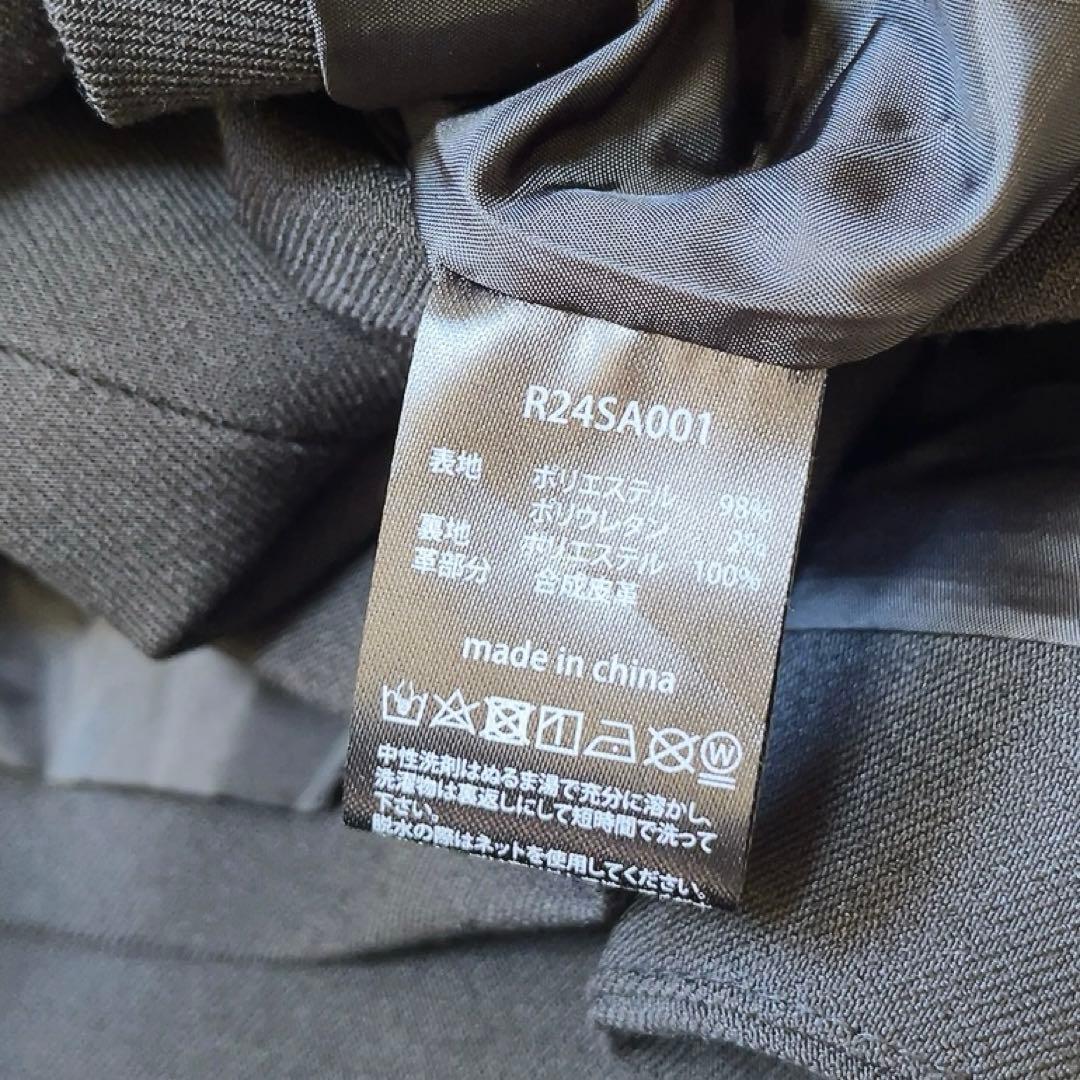 R24SA001
表地 ポリエステル 98%
ポリウレタン 2%
裏地 ポリエステル 100%
革部分 合成皮革
made in china
W
中性洗剤はぬるま湯で充分に溶かし、
洗濯物は裏返しにして短時間で洗って
下さい。
脱水の際はネットを使用してください。